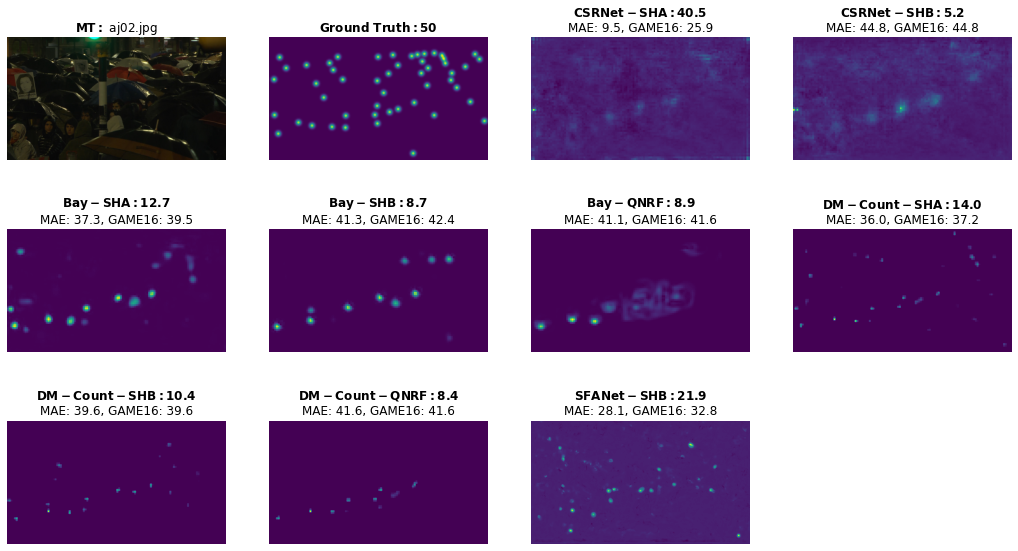 MT: aj02.jpg
Ground Truth: 50
CSRNet − SHA: 40.5
MAE: 9.5, GAME16: 25.9
CSRNet − SHB: 5.2
MAE: 44.8, GAME16: 44.8
Bay − SHA: 12.7
MAE: 37.3, GAME16: 39.5
Bay − SHB: 8.7
MAE: 41.3, GAME16: 42.4
Bay − QNRF: 8.9
MAE: 41.1, GAME16: 41.6
DM − Count − SHA: 14.0
MAE: 36.0, GAME16: 37.2
DM − Count − SHB: 10.4
MAE: 39.6, GAME16: 39.6
DM − Count − QNRF: 8.4
MAE: 41.6, GAME16: 41.6
SFANet − SHB: 21.9
MAE: 28.1, GAME16: 32.8